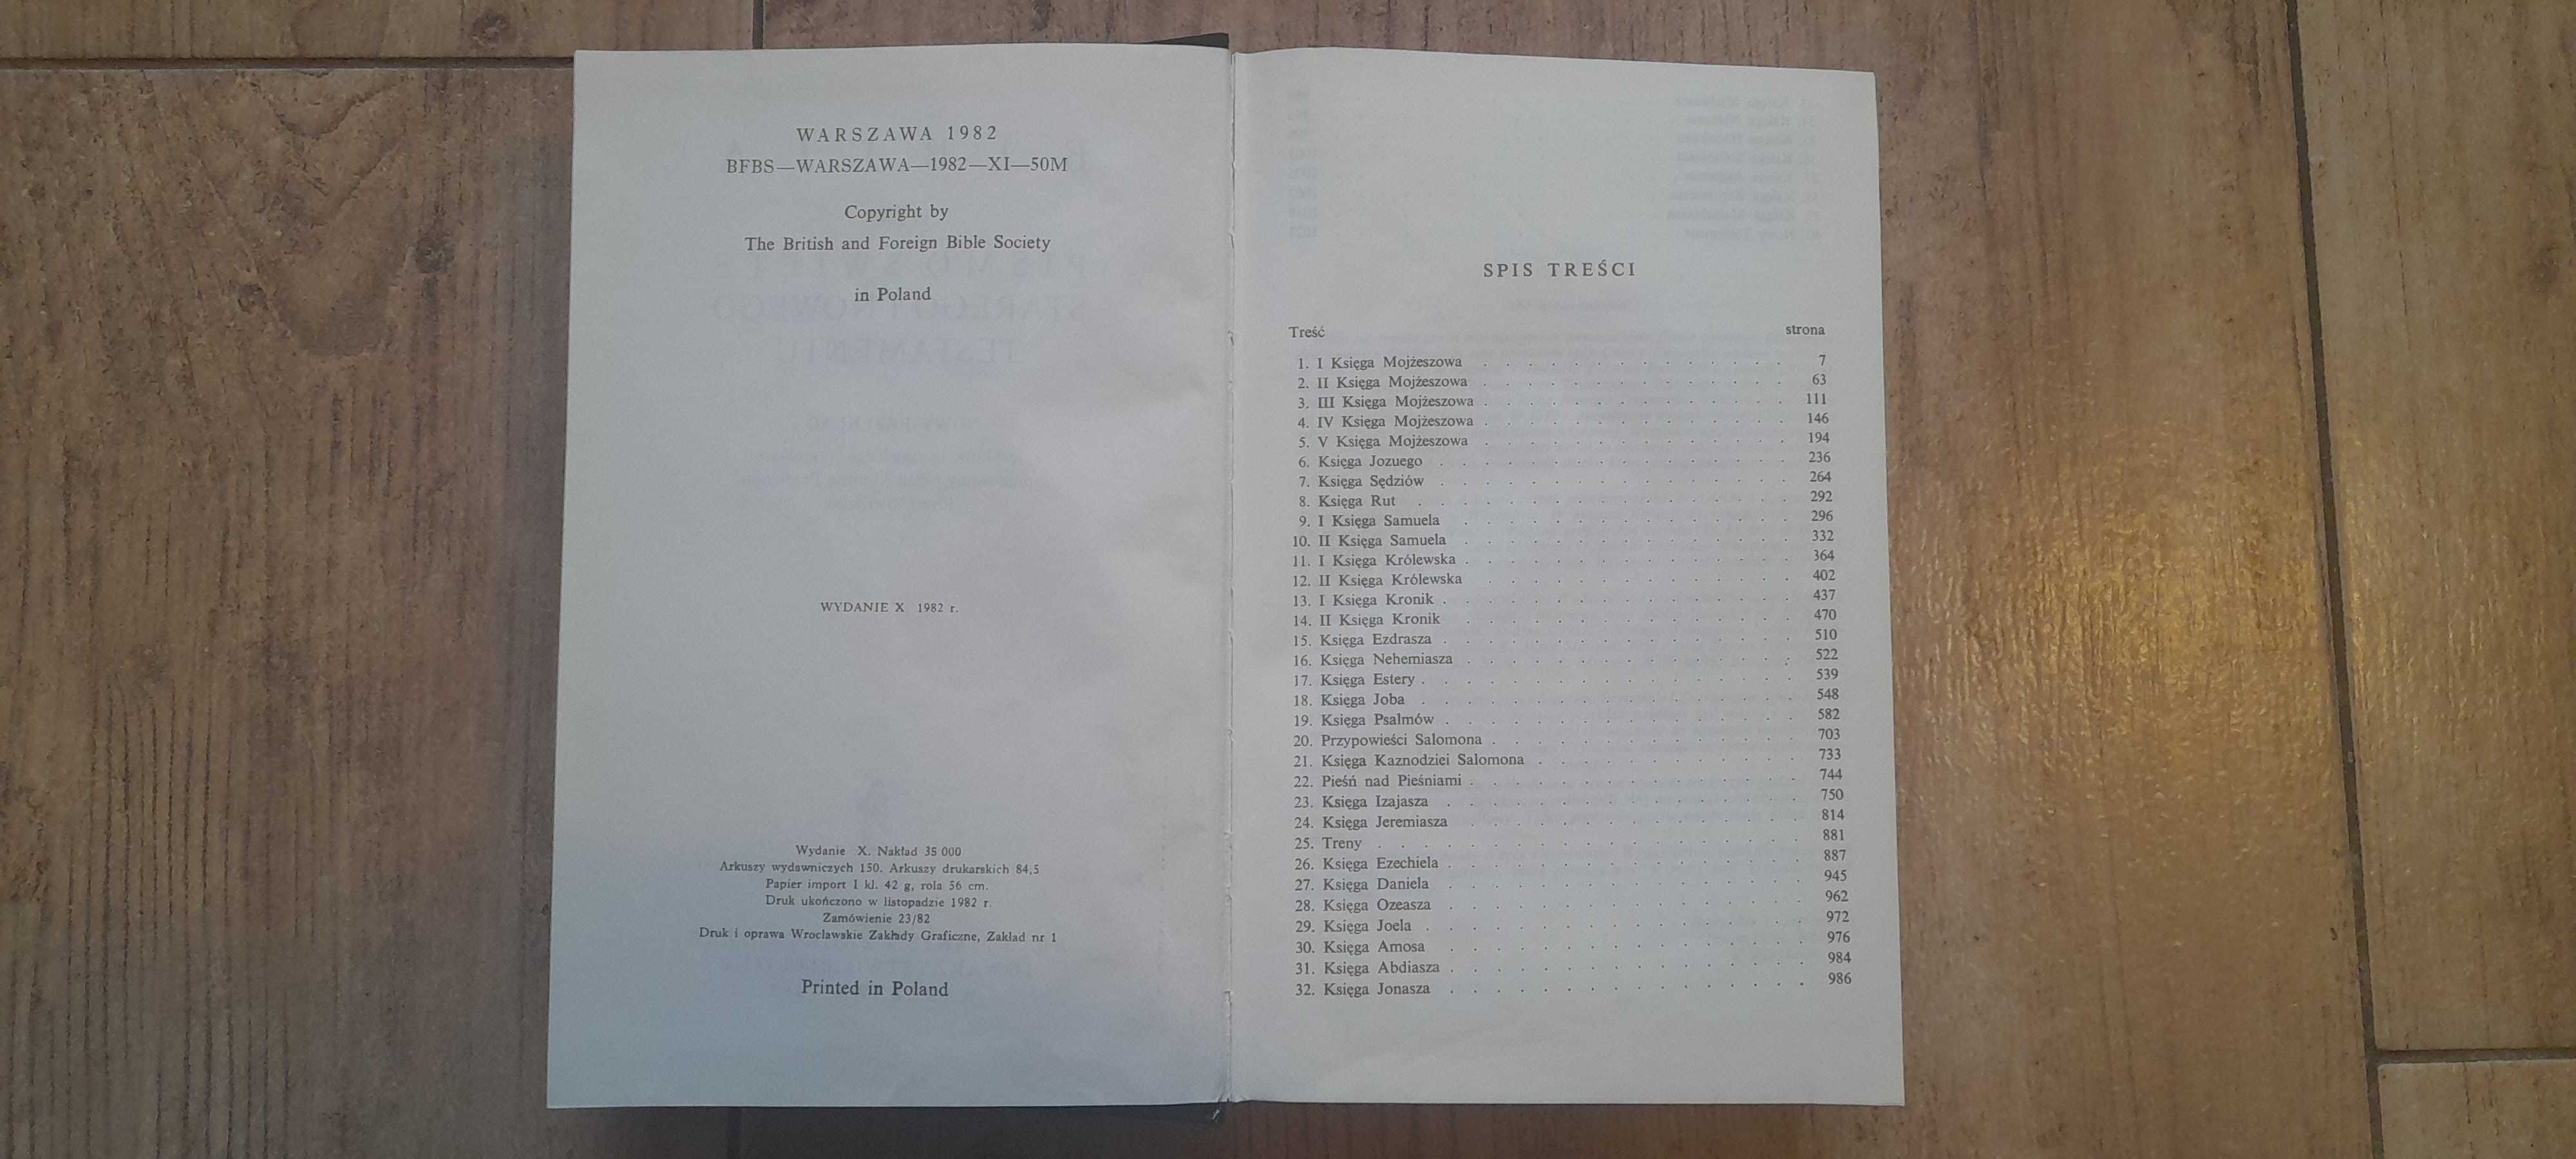 WARSZAWA 1982
BFBS—WARSZAWA—1982—XI—50M
Copyright by
The British and Foreign Bible Society
in Poland
WYDANIE X 1982 r.
Wydanie X. Nakład 35 000
Arkuszy wydawniczych 150. Arkuszy drukarskich 84,5
Papier import I kl. 42 g, rola 56 cm.
Druk ukończono w listopadzie 1982 r.
Zamówienie 23/82
Druk i oprawa Wrocławskie Zakłady Graficzne, Zakład nr 1
Printed in Poland
SPIS TREŚCI
Treść strona
1. I Księga Mojżeszowa . . . . . . . . . . . . . . 7
2. II Księga Mojżeszowa . . . . . . . . . . . . . . 63
3. III Księga Mojżeszowa . . . . . . . . . . . . . . 111
4. IV Księga Mojżeszowa . . . . . . . . . . . . . . 146
5. V Księga Mojżeszowa . . . . . . . . . . . . . . 194
6. Księga Jozuego . . . . . . . . . . . . . . . . 236
7. Księga Sędziów . . . . . . . . . . . . . . . . 264
8. Księga Rut . . . . . . . . . . . . . . . . . 292
9. I Księga Samuela . . . . . . . . . . . . . . . 296
10. II Księga Samuela . . . . . . . . . . . . . . . 332
11. I Księga Królewska . . . . . . . . . . . . . . . 364
12. II Księga Królewska . . . . . . . . . . . . . . 402
13. I Księga Kronik . . . . . . . . . . . . . . . . 437
14. II Księga Kronik . . . . . . . . . . . . . . . 470
15. Księga Ezdrasza . . . . . . . . . . . . . . . . 510
16. Księga Nehemiasza . . . . . . . . . . . . . . . 522
17. Księga Estery . . . . . . . . . . . . . . . . . 539
18. Księga Joba . . . . . . . . . . . . . . . . . 548
19. Księga Psalmów . . . . . . . . . . . . . . . . 582
20. Przypowieści Salomona . . . . . . . . . . . . . . 703
21. Księga Kaznodziei Salomona . . . . . . . . . . . . 733
22. Pieśń nad Pieśniami . . . . . . . . . . . . . . . 744
23. Księga Izajasza . . . . . . . . . . . . . . . . 750
24. Księga Jeremiasza . . . . . . . . . . . . . . . 814
25. Treny . . . . . . . . . . . . . . . . . . . 881
26. Księga Ezechiela . . . . . . . . . . . . . . . . 887
27. Księga Daniela . . . . . . . . . . . . . . . . 945
28. Księga Ozeasza . . . . . . . . . . . . . . . . 962
29. Księga Joela . . . . . . . . . . . . . . . . . 972
30. Księga Amosa . . . . . . . . . . . . . . . . . 976
31. Księga Abdiasza . . . . . . . . . . . . . . . . 984
32. Księga Jonasza . . . . . . . . . . . . . . . . 986